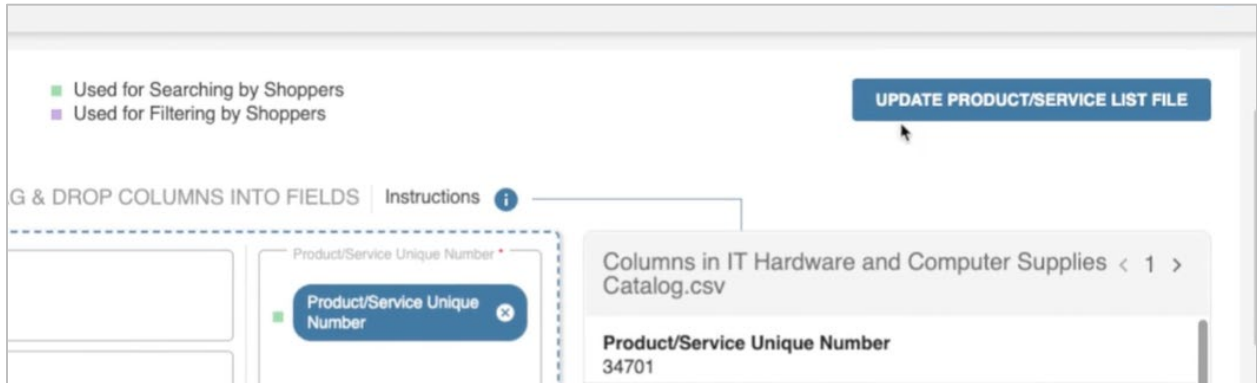 Used for Searching by Shoppers
Used for Filtering by Shoppers
UPDATE PRODUCT/SERVICE LIST FILE
G & DROP COLUMNS INTO FIELDS
Instructions
Product/Service Unique Number *
Product/Service Unique
Number
Columns in IT Hardware and Computer Supplies < 1 >
Catalog.csv
Product/Service Unique Number
34701